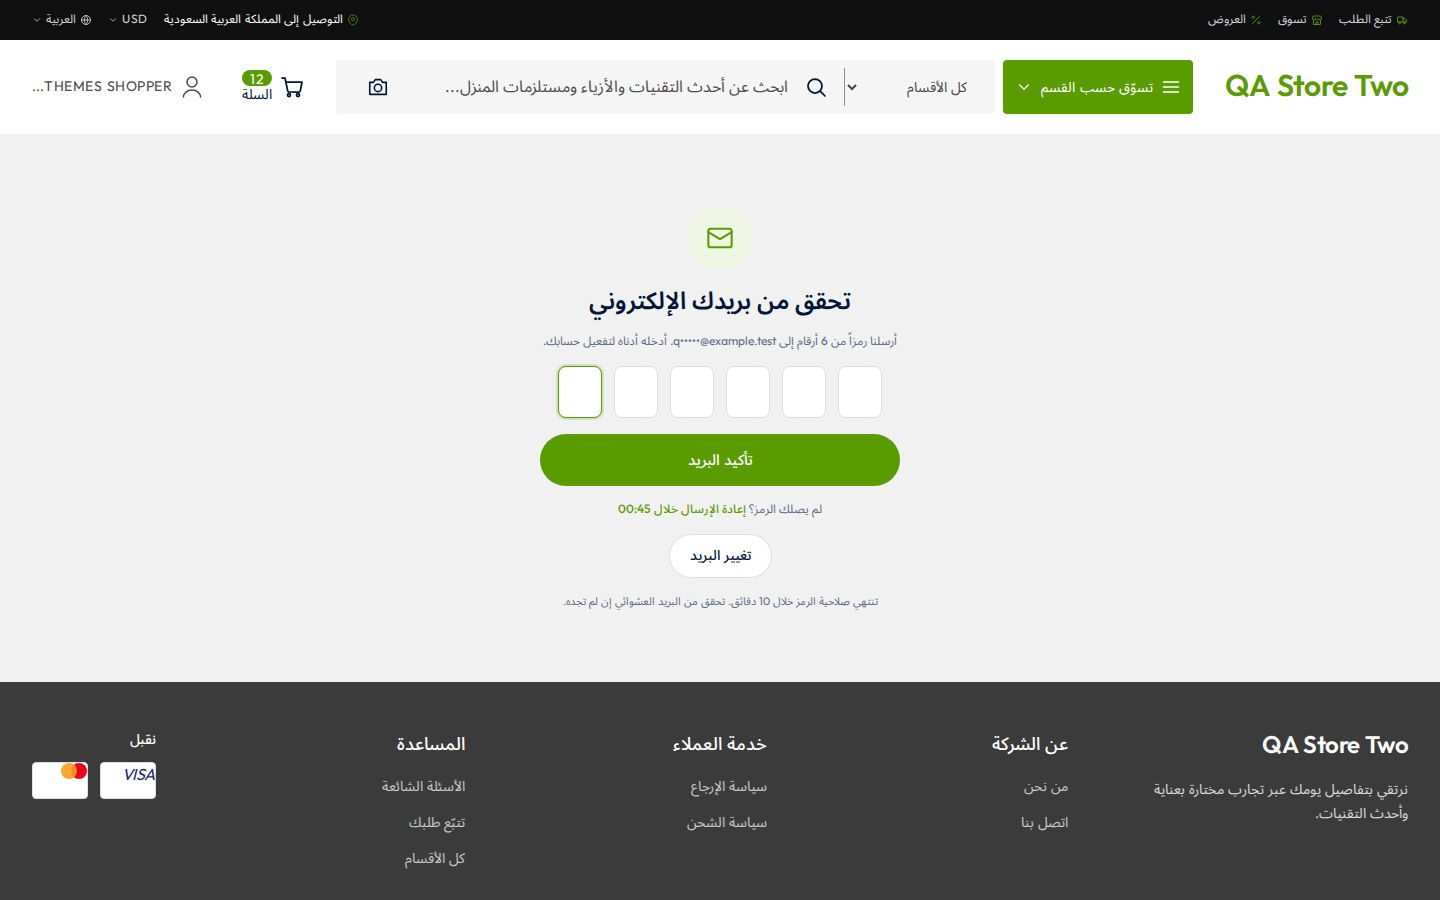 تتبع الطلب
تسوق
العروض
التوصيل إلى المملكة العربية السعودية
USD
العربية
QA Store Two
تسوّق حسب القسم
كل الأقسام
ابحث عن أحدث التقنيات والأزياء ومستلزمات المنزل...
12
السلة
THEMES SHOPPER...
تحقق من بريدك الإلكتروني
أرسلنا رمزاً من 6 أرقام إلى q•••••@example.test. أدخله أدناه لتفعيل حسابك.
تأكيد البريد
لم يصلك الرمز؟ إعادة الإرسال خلال 00:45
تغيير البريد
تنتهي صلاحية الرمز خلال 10 دقائق. تحقق من البريد العشوائي إن لم تجده.
QA Store Two
نرتقي بتفاصيل يومك عبر تجارب مختارة بعناية
وأحدث التقنيات.
عن الشركة
من نحن
اتصل بنا
خدمة العملاء
سياسة الإرجاع
سياسة الشحن
المساعدة
الأسئلة الشائعة
تتبّع طلبك
كل الأقسام
نقبل
VISA